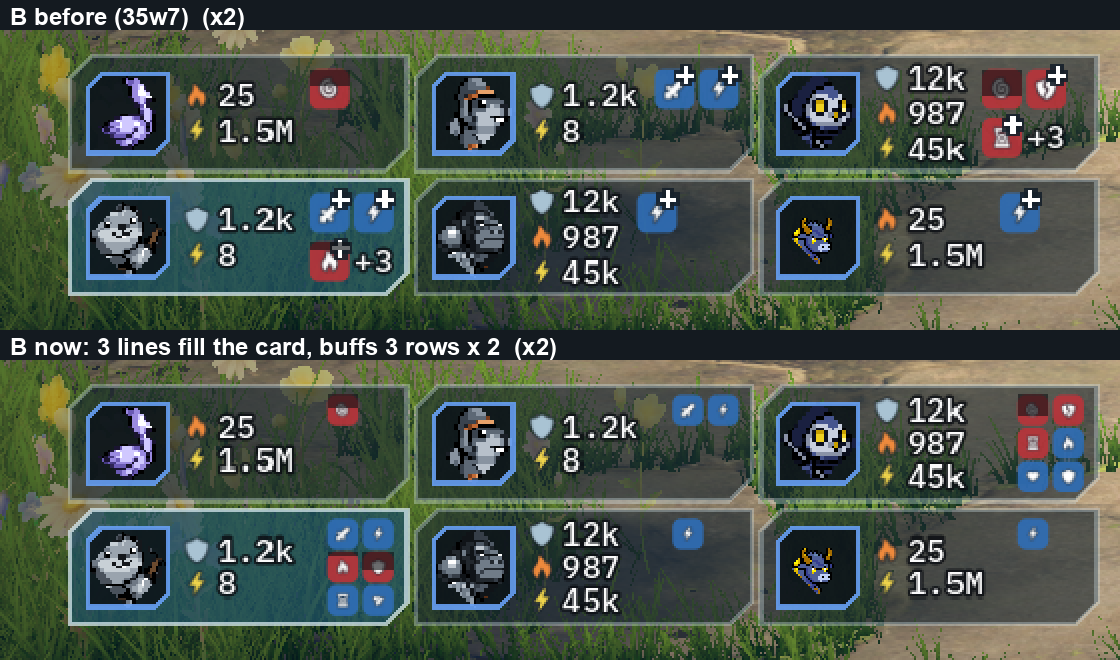 B before (35w7) (x2)
25
1.5M
1.2k
8
12k
987
45k
+3
1.2k
8
+3
12k
987
45k
25
1.5M
B now: 3 lines fill the card, buffs 3 rows x 2 (x2)
25
1.5M
1.2k
8
12k
987
45k
1.2k
8
12k
987
45k
25
1.5M